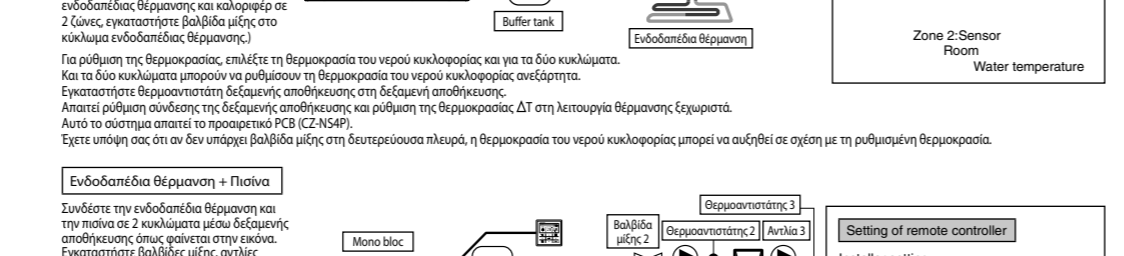 ενδοδαπέδιας θέρμανσης και καλοριφέρ σε
2 ζώνες, εγκαταστήστε βαλβίδα μίξης στο
κύκλωμα ενδοδαπέδιας θέρμανσης.)
Buffer tank
Ενδοδαπέδια θέρμανση
Zone 2:Sensor
Room
Water temperature
Για ρύθμιση της θερμοκρασίας, επιλέξτε τη θερμοκρασία του νερού κυκλοφορίας και για τα δύο κυκλώματα.
Και τα δύο κυκλώματα μπορούν να ρυθμίσουν τη θερμοκρασία του νερού κυκλοφορίας ανεξάρτητα.
Εγκαταστήστε θερμοαντιστάτη δεξαμενής αποθήκευσης στη δεξαμενή αποθήκευσης.
Απαιτεί ρύθμιση σύνδεσης της δεξαμενής αποθήκευσης και ρύθμιση της θερμοκρασίας ΔT στη λειτουργία θέρμανσης ξεχωριστά.
Αυτό το σύστημα απαιτεί το προαιρετικό PCB (CZ-NS4P).
Έχετε υπόψη σας ότι αν δεν υπάρχει βαλβίδα μίξης στη δευτερεύουσα πλευρά, η θερμοκρασία του νερού κυκλοφορίας μπορεί να αυξηθεί σε σχέση με τη ρυθμισμένη θερμοκρασία.
Ενδοδαπέδια θέρμανση + Πισίνα
Συνδέστε την ενδοδαπέδια θέρμανση και
την πισίνα σε 2 κυκλώματα μέσω δεξαμενής
αποθήκευσης όπως φαίνεται στην εικόνα.
Εγκαταστήστε βαλβίδες μίξης, αντλίες
Mono bloc
Βαλβίδα
μίξης 2
Θερμοαντιστάτης 2
Θερμοαντιστάτης 3
Αντλία 3
Setting of remote controller